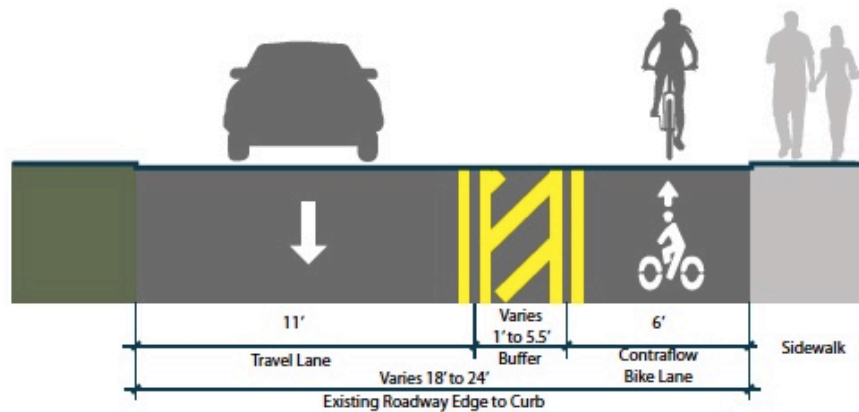 11’
Varies
1’ to 5.5’
6’
Travel Lane
Buffer
Contraflow
Bike Lane
Sidewalk
Varies 18’ to 24’
Existing Roadway Edge to Curb